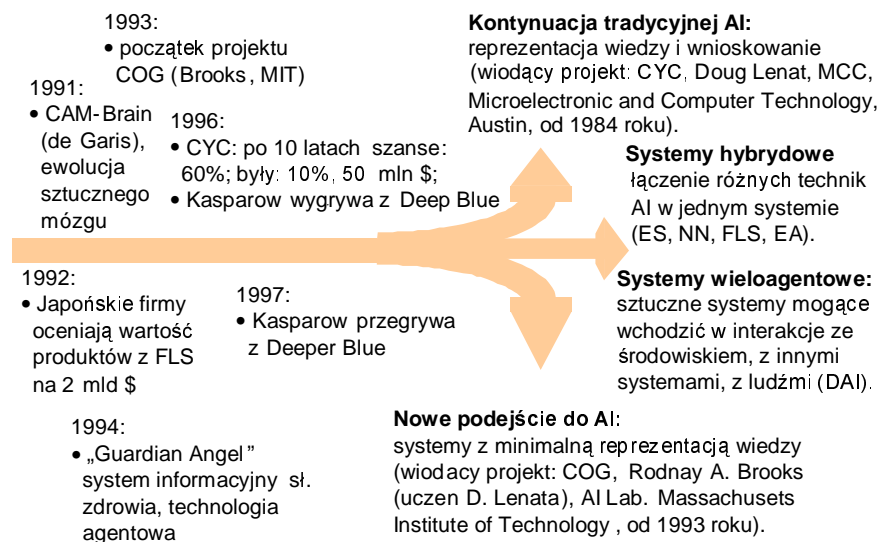 1993:
• początek projektu
COG (Brooks, MIT)
1991:
• CAM-Brain
(de Garis),
ewolucja
sztucznego
mózgu
1996:
• CYC: po 10 latach szanse:
60%; były: 10%, 50 mln $;
• Kasparow wygrywa z Deep Blue
Kontynuacja tradycyjnej AI:
reprezentacja wiedzy i wnioskowanie
(wiodący projekt: CYC, Doug Lenat, MCC,
Microelectronic and Computer Technology,
Austin, od 1984 roku).
Systemy hybrydowe
łączenie różnych technik
AI w jednym systemie
(ES, NN, FLS, EA).
1992:
• Japońskie firmy
oceniają wartość
produktów z FLS
na 2 mld $
1997:
• Kasparow przegrywa
z Deeper Blue
Systemy wieloagentowe:
sztuczne systemy mogące
wchodzić w interakcje ze
środowiskiem, z innymi
systemami, z ludźmi (DAI).
1994:
• „Guardian Angel”
system informacyjny sł.
zdrowia, technologia
agentowa
Nowe podejście do AI:
systemy z minimalną reprezentacją wiedzy
(wiodacy projekt: COG, Rodnay A. Brooks
(uczen D. Lenata), AI Lab. Massachusets
Institute of Technology , od 1993 roku).